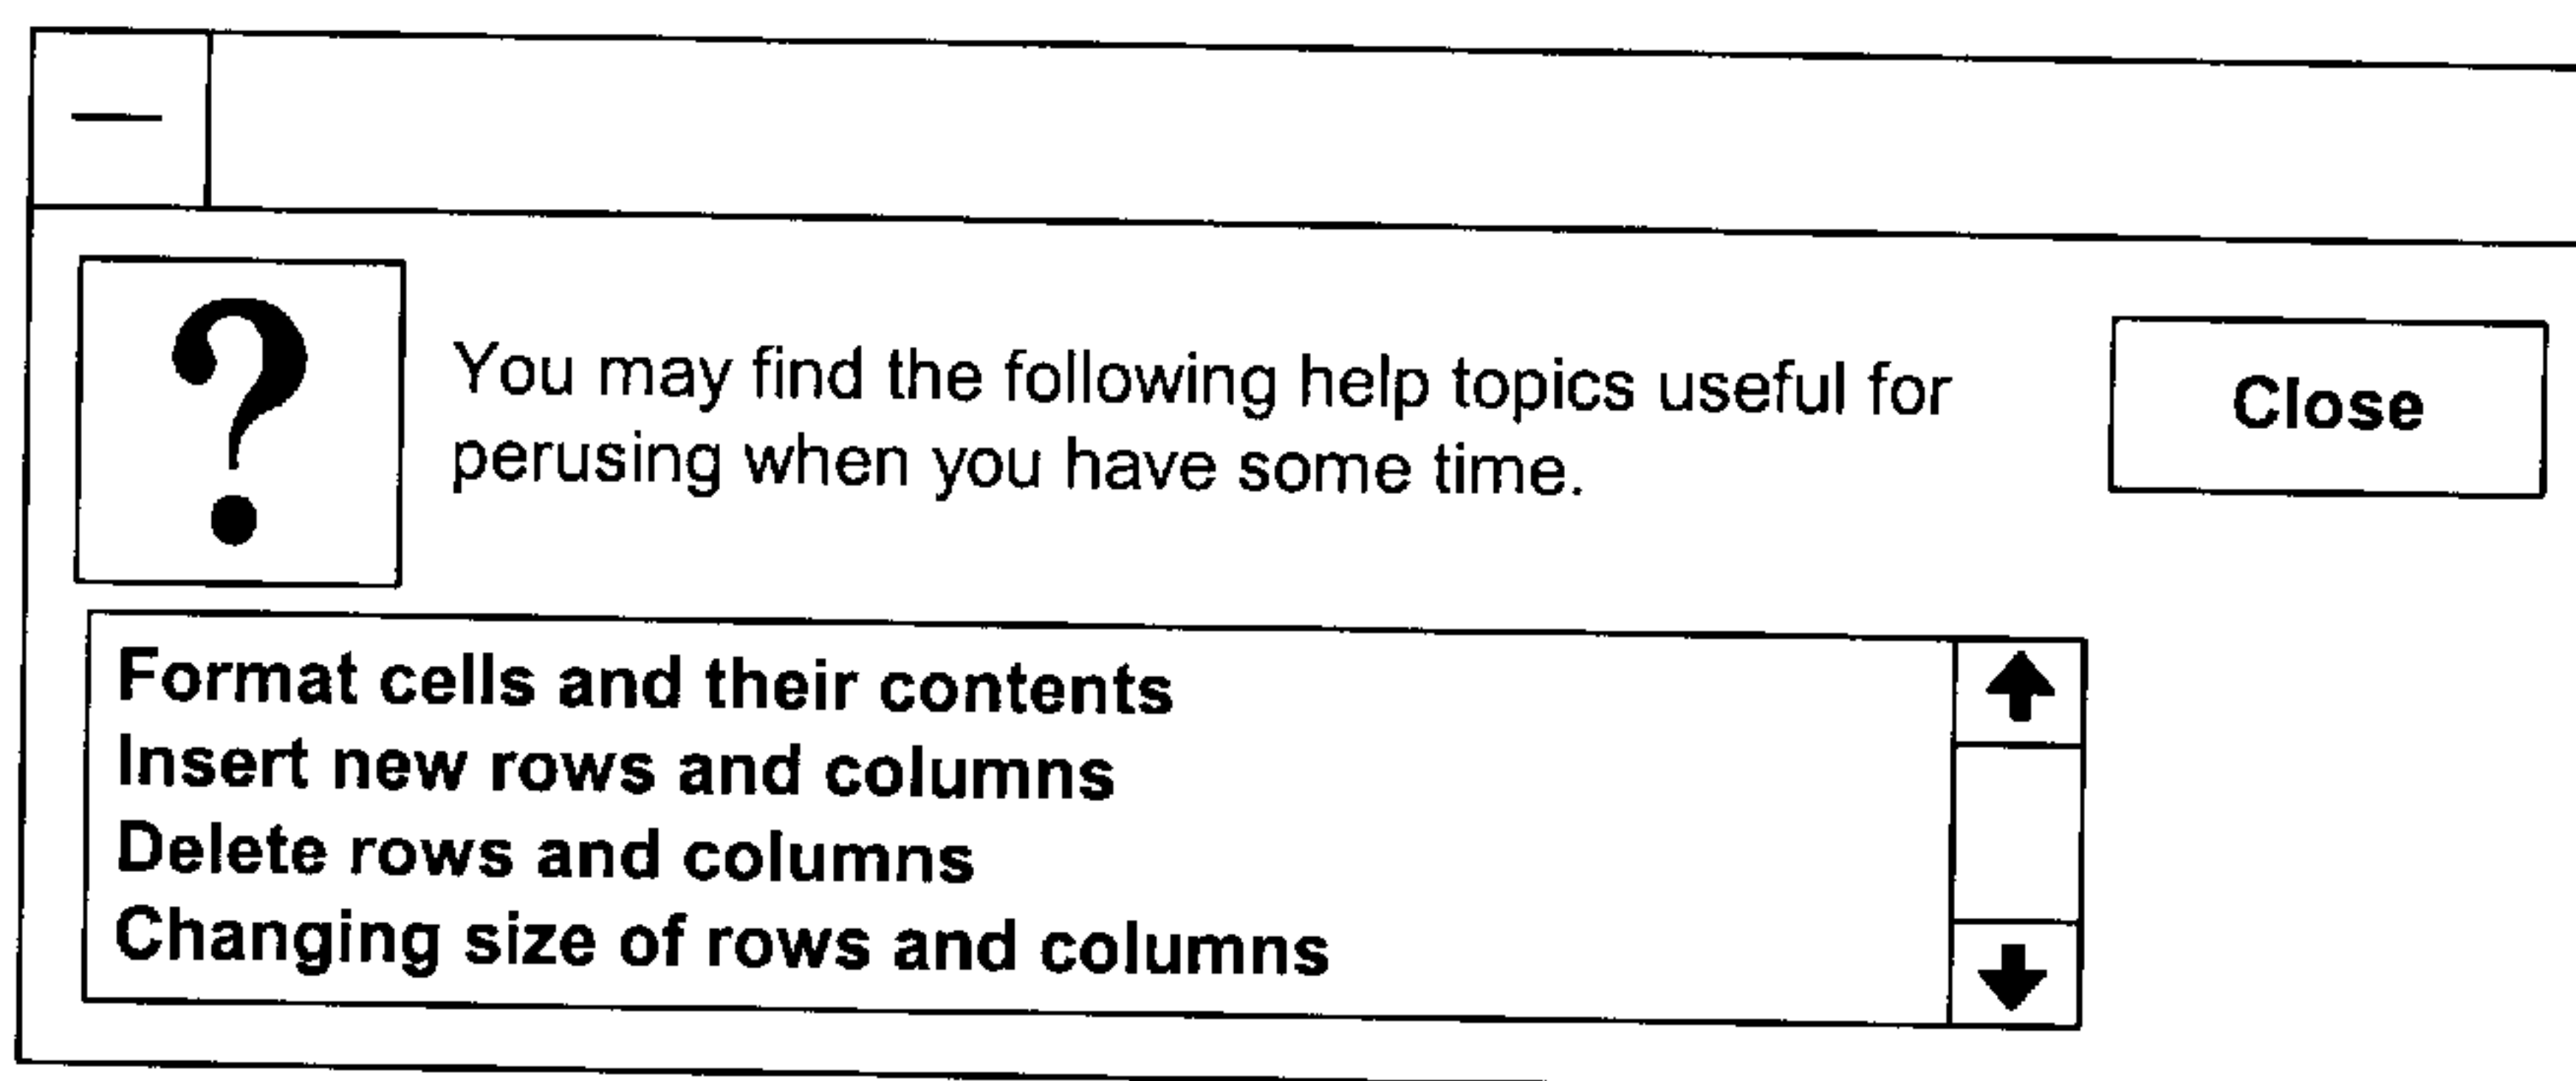 ?
You may find the following help topics useful for
perusing when you have some time.
Close
Format cells and their contents
Insert new rows and columns
Delete rows and columns
Changing size of rows and columns